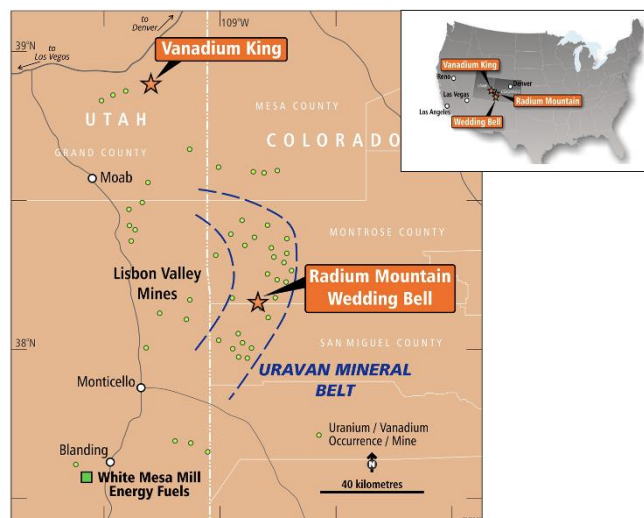 to
Denver
109°W
39°N
to
Las Vegas
Vanadium King
MESA COUNTY
UTAH
COLORADO
GRAND COUNTY
Moab
MONTROSE COUNTY
Lisbon Valley
Mines
Radium Mountain
Wedding Bell
38°N
SAN MIGUEL COUNTY
URAVAN MINERAL
BELT
Monticello
Uranium / Vanadium
Occurrence / Mine
Blanding
White Mesa Mill
Energy Fuels
N
40 kilometres
Vanadium King
Reno
Denver
Las Vegas
Radium Mountain
Los Angeles
Wedding Bell